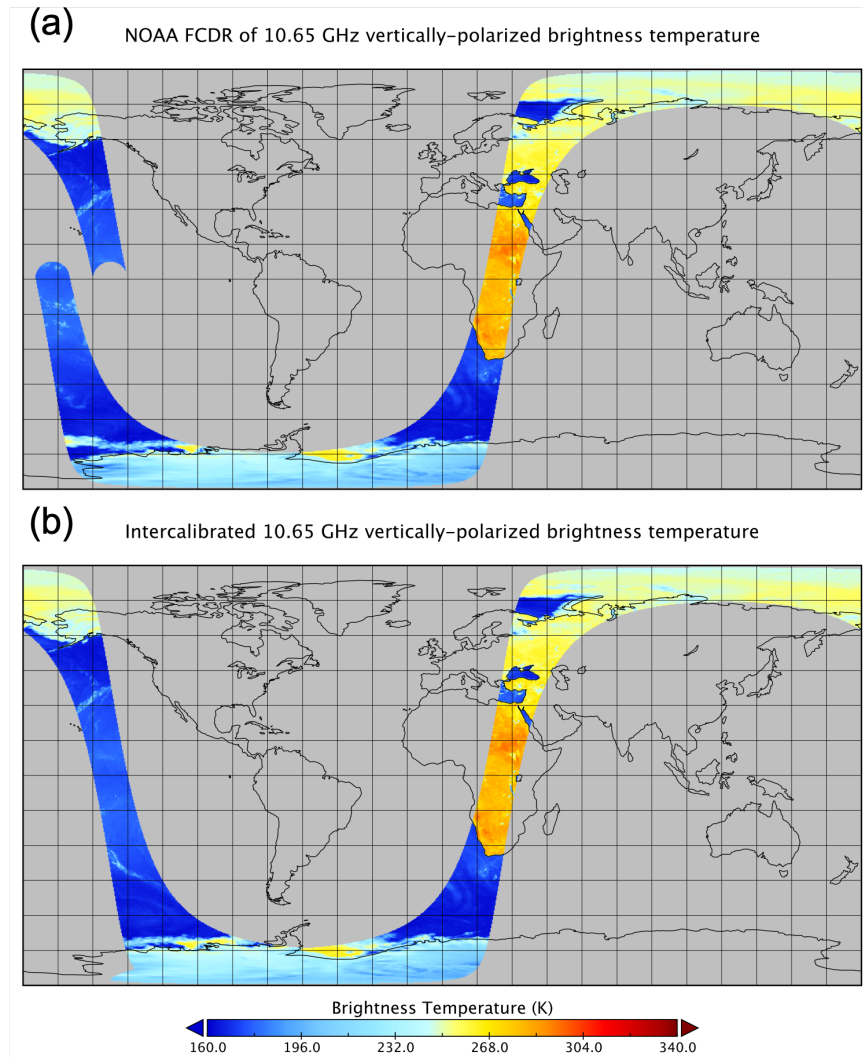 (a)
NOAA FCDR of 10.65 GHz vertically-polarized brightness temperature
(b)
Intercalibrated 10.65 GHz vertically-polarized brightness temperature
Brightness Temperature (K)
160.0 196.0 232.0 268.0 304.0 340.0